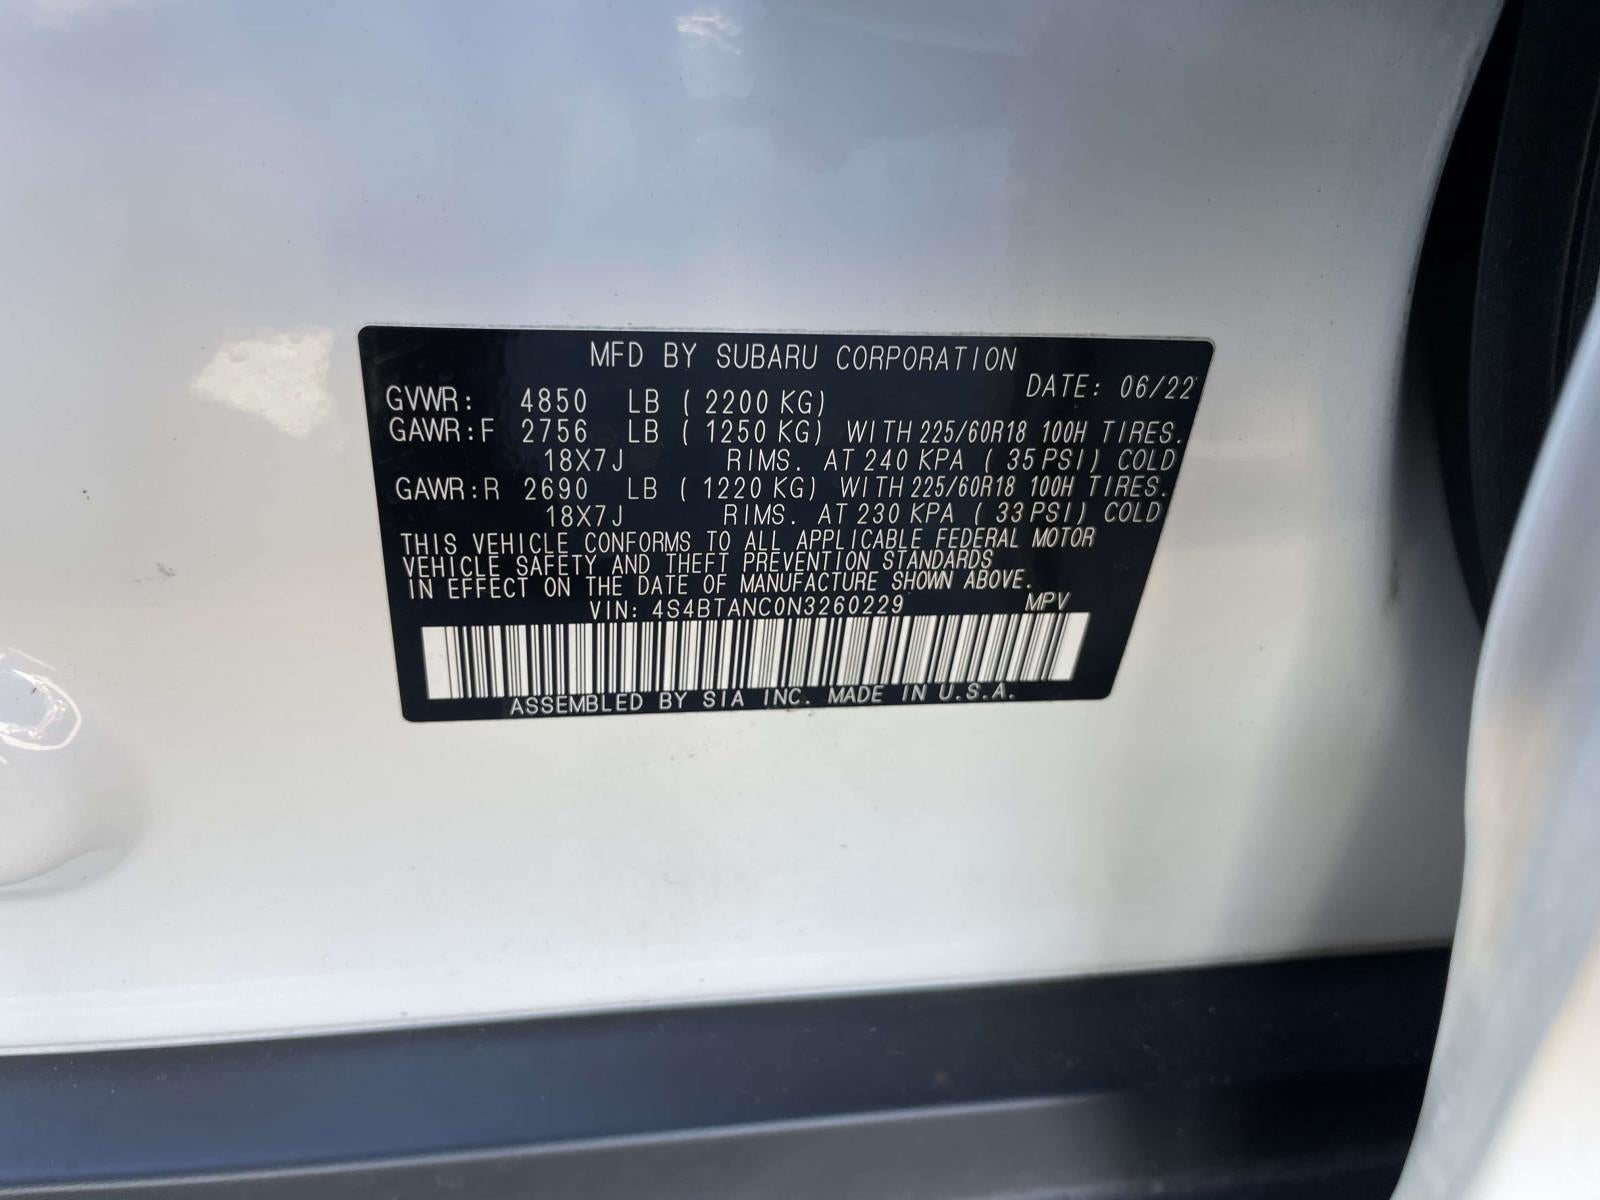 MFD BY SUBARU CORPORATION
DATE: 06/22
GVWR: 4850 LB ( 2200 KG)
GAWR:F 2756 LB ( 1250 KG) WITH 225/60R18 100H TIRES.
18X7J RIMS. AT 240 KPA ( 35 PSI) COLD
GAWR:R 2690 LB ( 1220 KG) WITH 225/60R18 100H TIRES.
18X7J RIMS. AT 230 KPA ( 33 PSI) COLD
THIS VEHICLE CONFORMS TO ALL APPLICABLE FEDERAL MOTOR
VEHICLE SAFETY AND THEFT PREVENTION STANDARDS
IN EFFECT ON THE DATE OF MANUFACTURE SHOWN ABOVE.
VIN: 4S4BTANC0N3260229 MPV
ASSEMBLED BY SIA INC. MADE IN U.S.A.